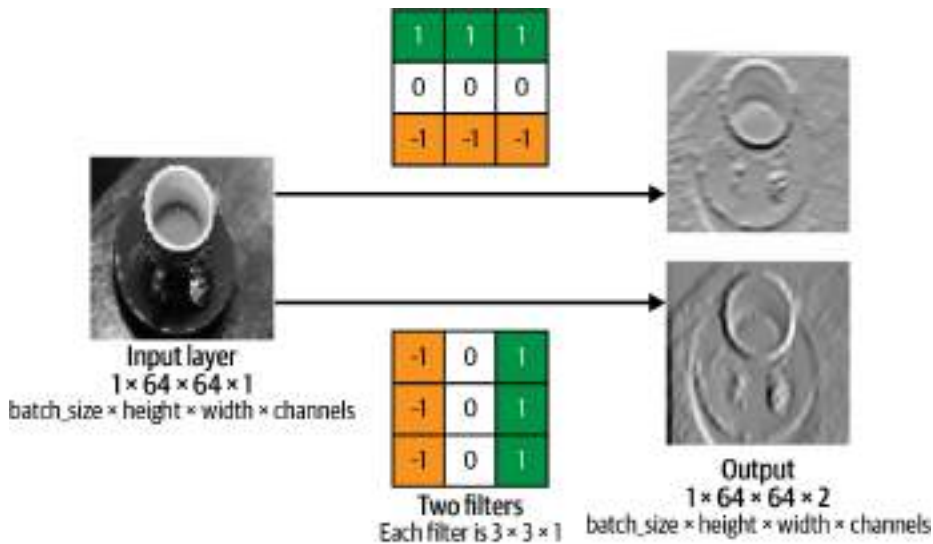 1 1 1
0 0 0
-1 -1 -1
Input layer
1 × 64 × 64 × 1
batch_size × height × width × channels
-1 0 1
-1 0 1
-1 0 1
Two filters
Each filter is 3 × 3 × 1
Output
1 × 64 × 64 × 2
batch_size × height × width × channels